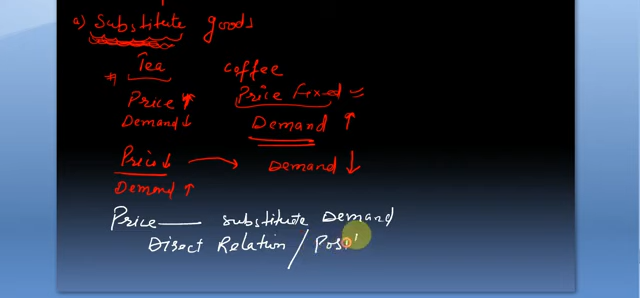 a) Substitute goods
Tea coffee
# Price ↑ Price Fixed
Demand ↓ Demand ↑
Price ↓ → Demand ↓
Demand ↑
Price — Substitute Demand
Direct Relation / Posi